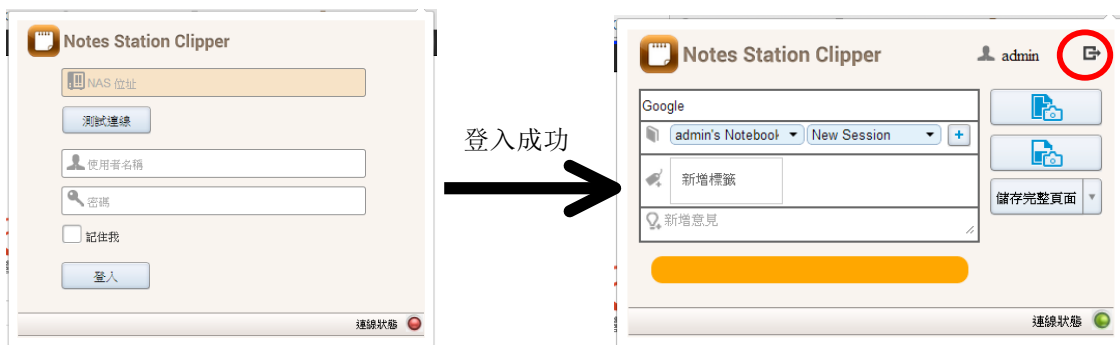 Notes Station Clipper
NAS 位址
測試連線
使用者名稱
密碼
記住我
登入
連線狀態
登入成功
Notes Station Clipper
admin
Google
admin's Notebook New Session +
新增標籤
新增意見
儲存完整頁面
連線狀態